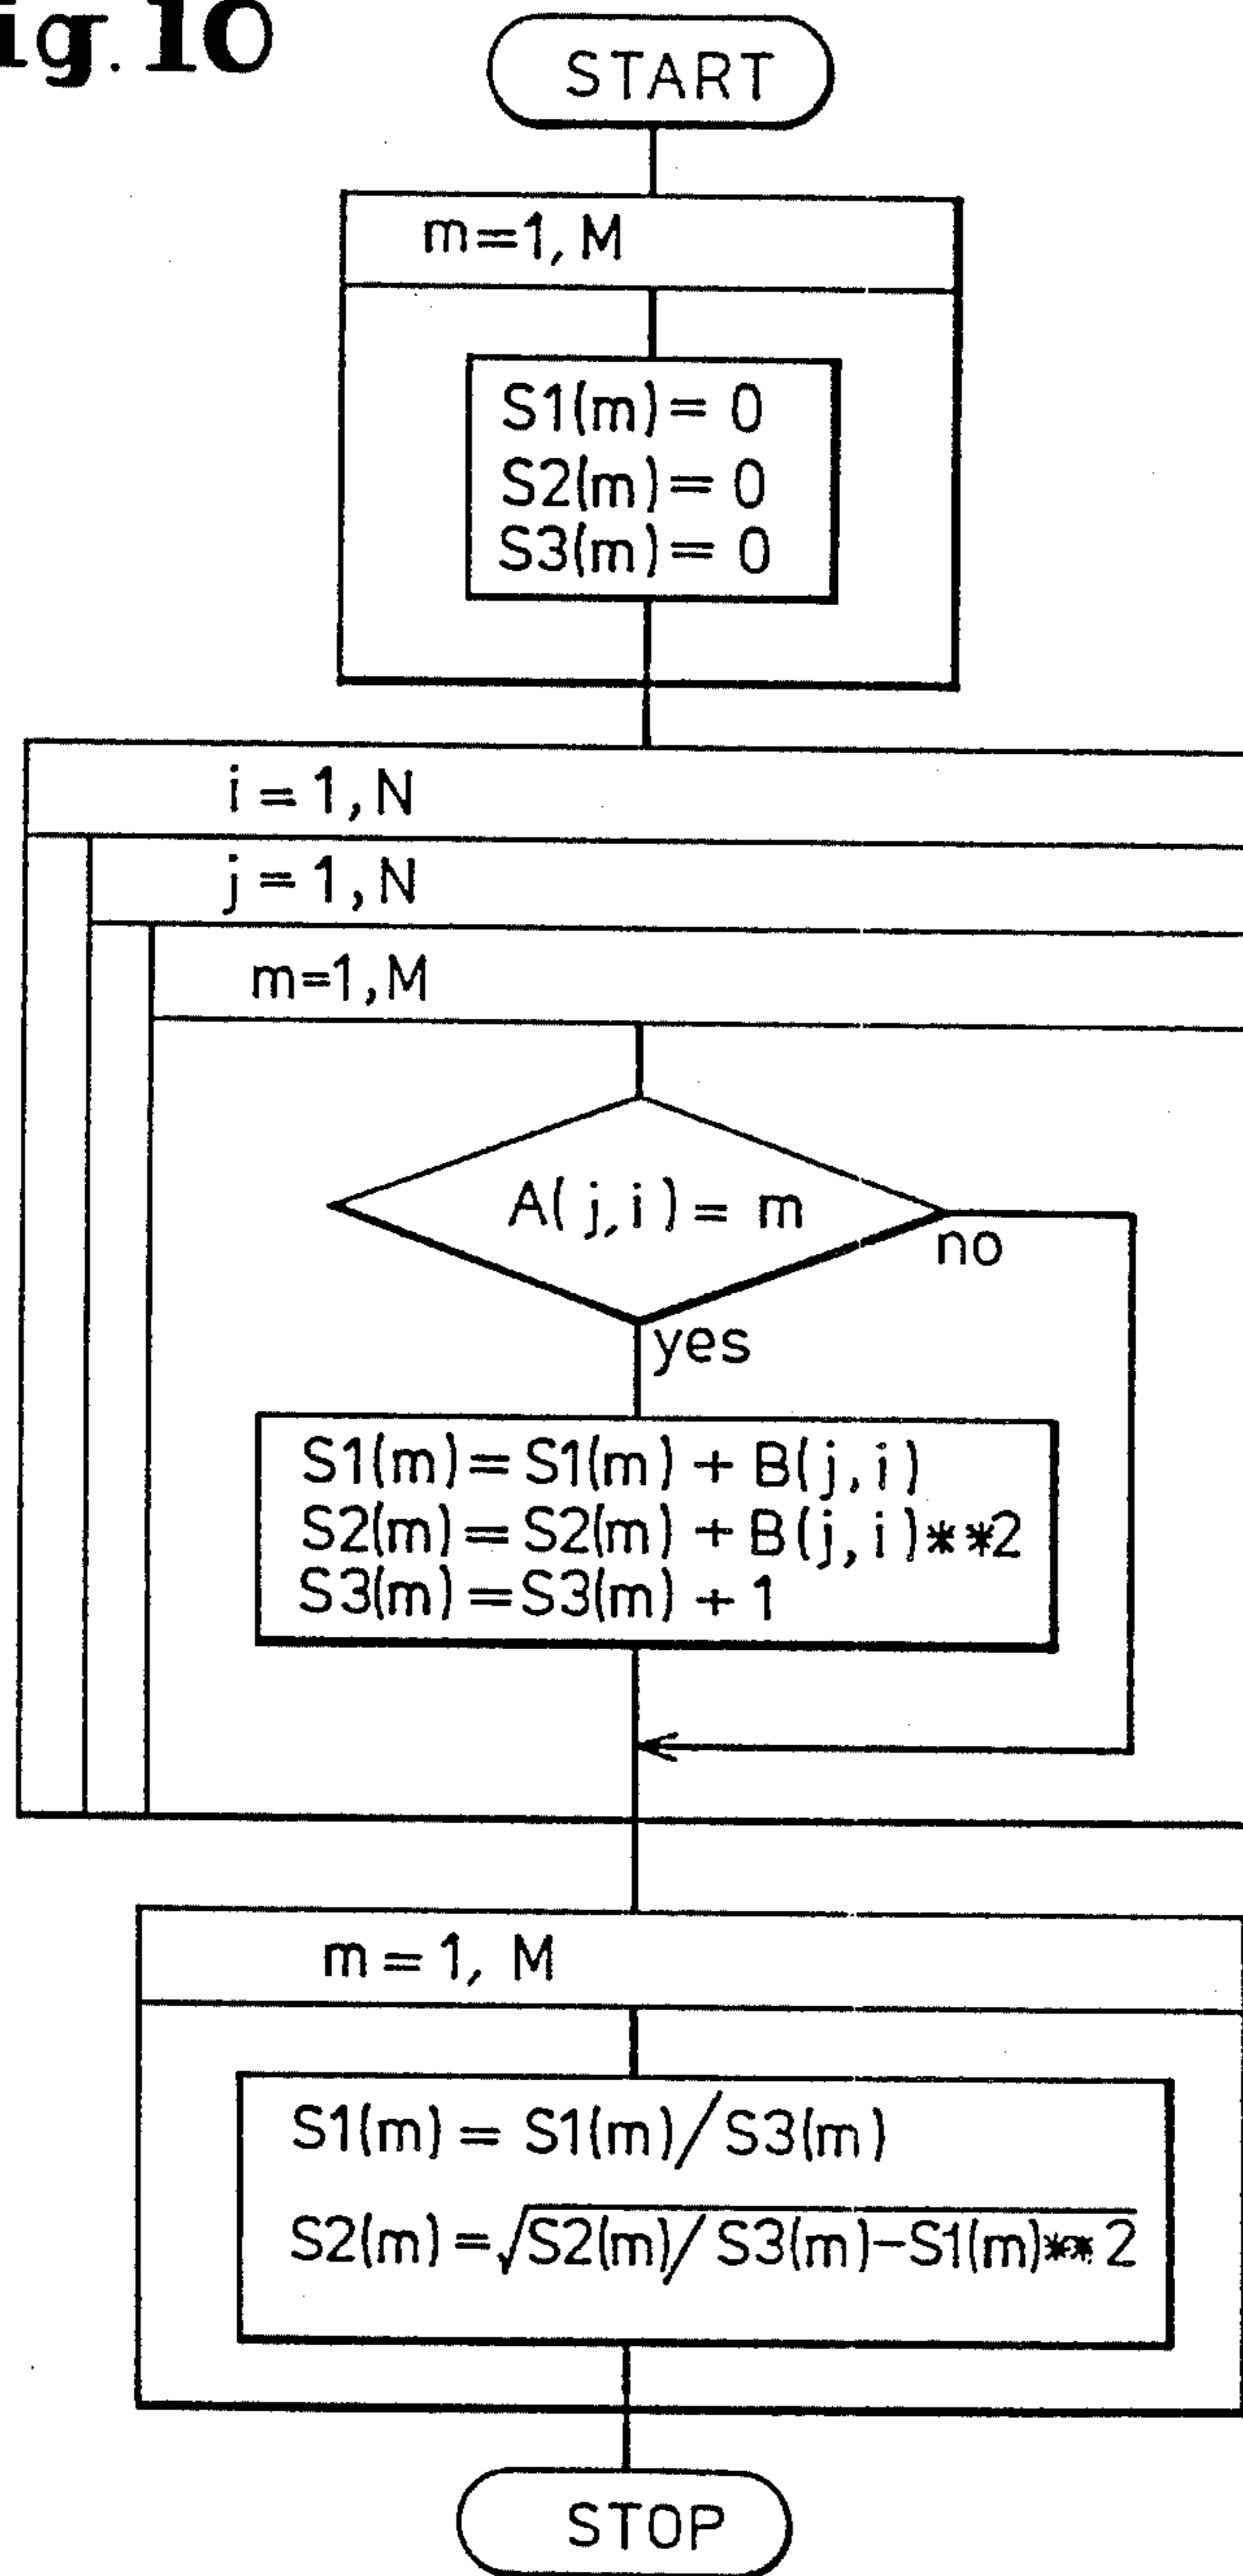 ig. 10
START
m=1, M
S1(m) = 0
S2(m) = 0
S3(m) = 0
i = 1, N
j = 1, N
m=1, M
A(j,i) = m
no
yes
S1(m) = S1(m) + B(j,i)
S2(m) = S2(m) + B(j,i)**2
S3(m) = S3(m) + 1
m = 1, M
S1(m) = S1(m)/S3(m)
S2(m) = √S2(m)/S3(m)-S1(m)**2
STOP